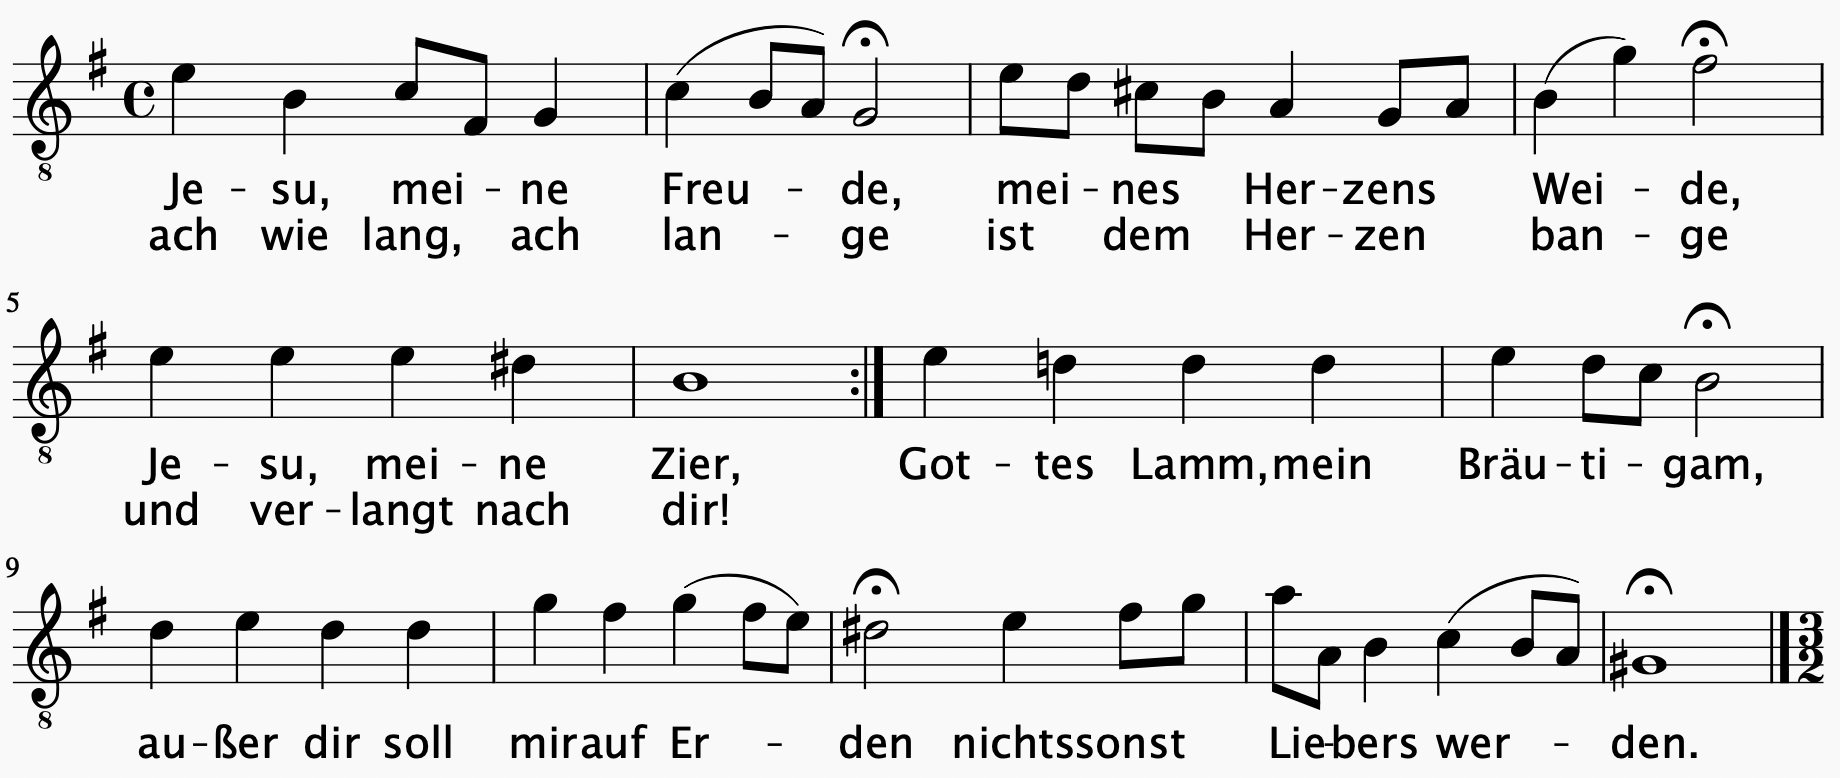 Je - su, mei - ne Freu - de, mei - nes Her - zens Wei - de,
ach wie lang, ach lan - ge ist dem Her - zen ban - ge
5
8
Je - su, mei - ne Zier, Got - tes Lamm, mein Bräu - ti - gam,
und ver - langt nach dir!
9
8
3
2
au - ßer dir soll mir auf Er - den nichts sonst Lie - bers wer - den.
8